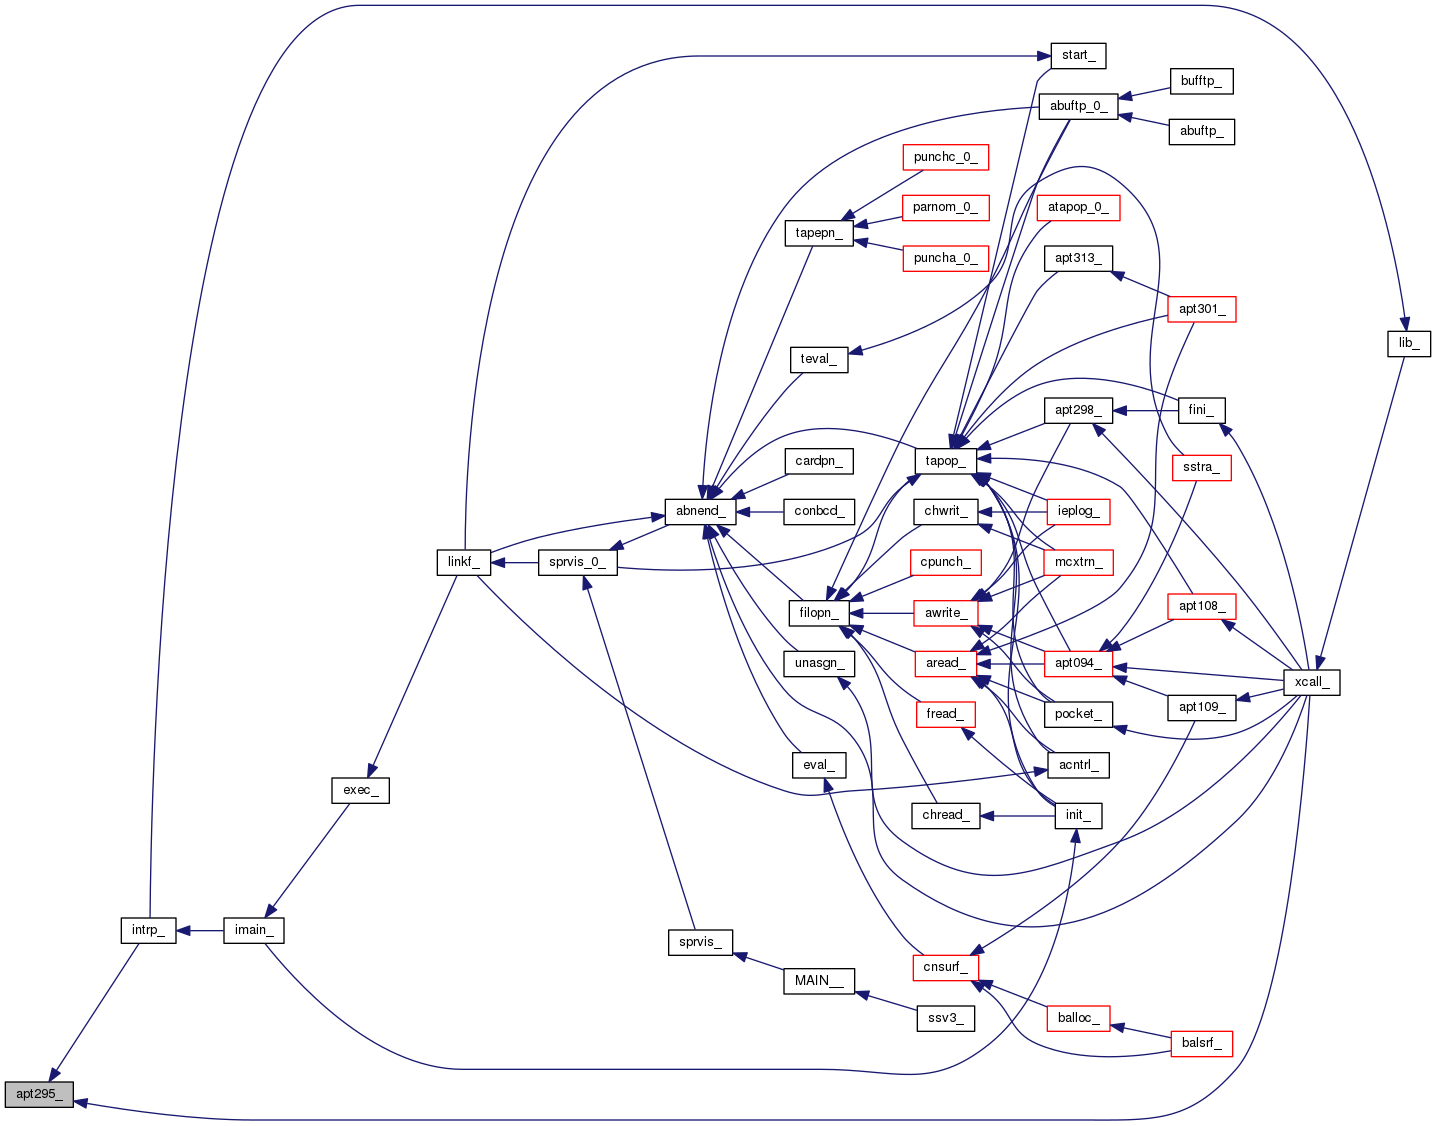 start_
bufftp_
abuftp_0_
abuftp_
punchc_0_
parnom_0_
atapop_0_
tapepn_
puncha_0_
apt313_
apt301_
lib_
teval_
apt298_
fini_
tapop_
cardpn_
sstra_
abnend_
conbcd_
chwrit_
ieplog_
linkf_
sprvis_0_
cpunch_
mcxtrn_
filopn_
awrite_
apt108_
unasgn_
aread_
apt094_
xcall_
fread_
pocket_
apt109_
eval_
acntrl_
exec_
chread_
init_
intrp_
imain_
sprvis_
cnsurf_
MAIN__
ssv3_
balloc_
balsrf_
apt295_